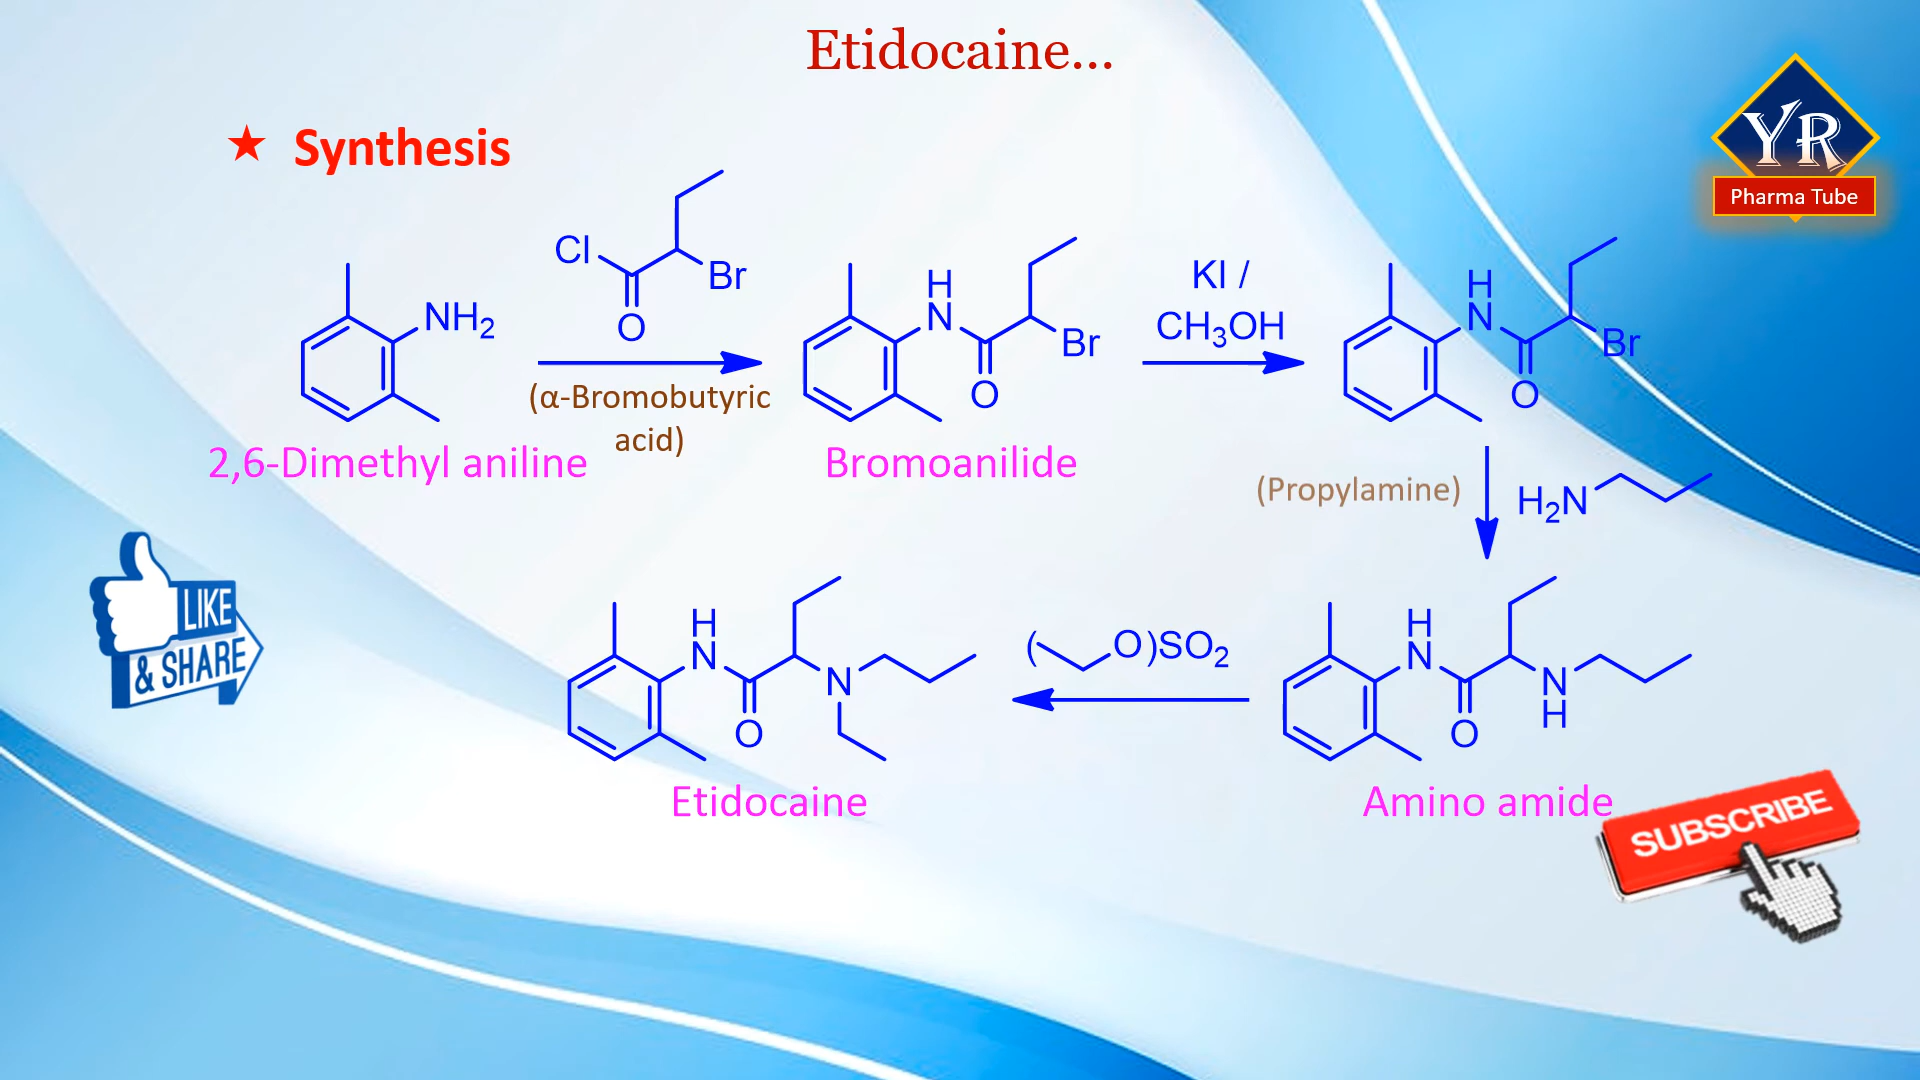 Etidocaine...
YR
Pharma Tube
★ Synthesis
Cl
Br
O
NH₂
(α-Bromobutyric
acid)
2,6-Dimethyl aniline
H
N
Br
O
Bromoanilide
KI /
CH₃OH
H
N
Br
O
(Propylamine)
H₂N
LIKE
& SHARE
H
N
N
O
Etidocaine
( O)SO₂
H
N
N
H
O
Amino amide
SUBSCRIBE